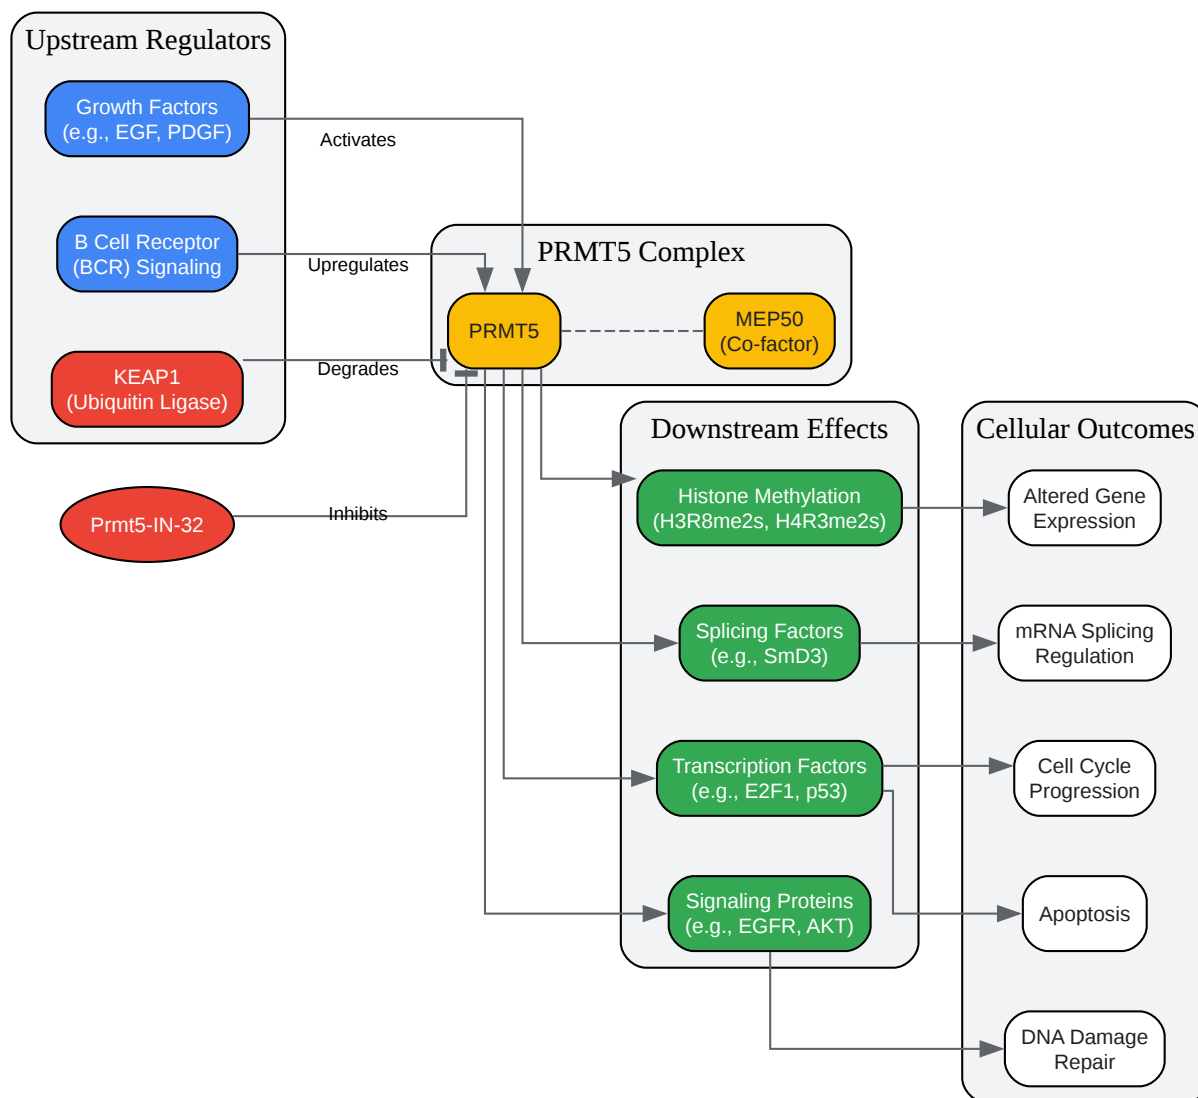 Upstream Regulators
Growth Factors
(e.g., EGF, PDGF)
Activates
B Cell Receptor
(BCR) Signaling
Upregulates
KEAP1
(Ubiquitin Ligase)
Degrades
Prmt5-IN-32
Inhibits
PRMT5 Complex
PRMT5
MEP50
(Co-factor)
Downstream Effects
Histone Methylation
(H3R8me2s, H4R3me2s)
Splicing Factors
(e.g., SmD3)
Transcription Factors
(e.g., E2F1, p53)
Signaling Proteins
(e.g., EGFR, AKT)
Cellular Outcomes
Altered Gene
Expression
mRNA Splicing
Regulation
Cell Cycle
Progression
Apoptosis
DNA Damage
Repair